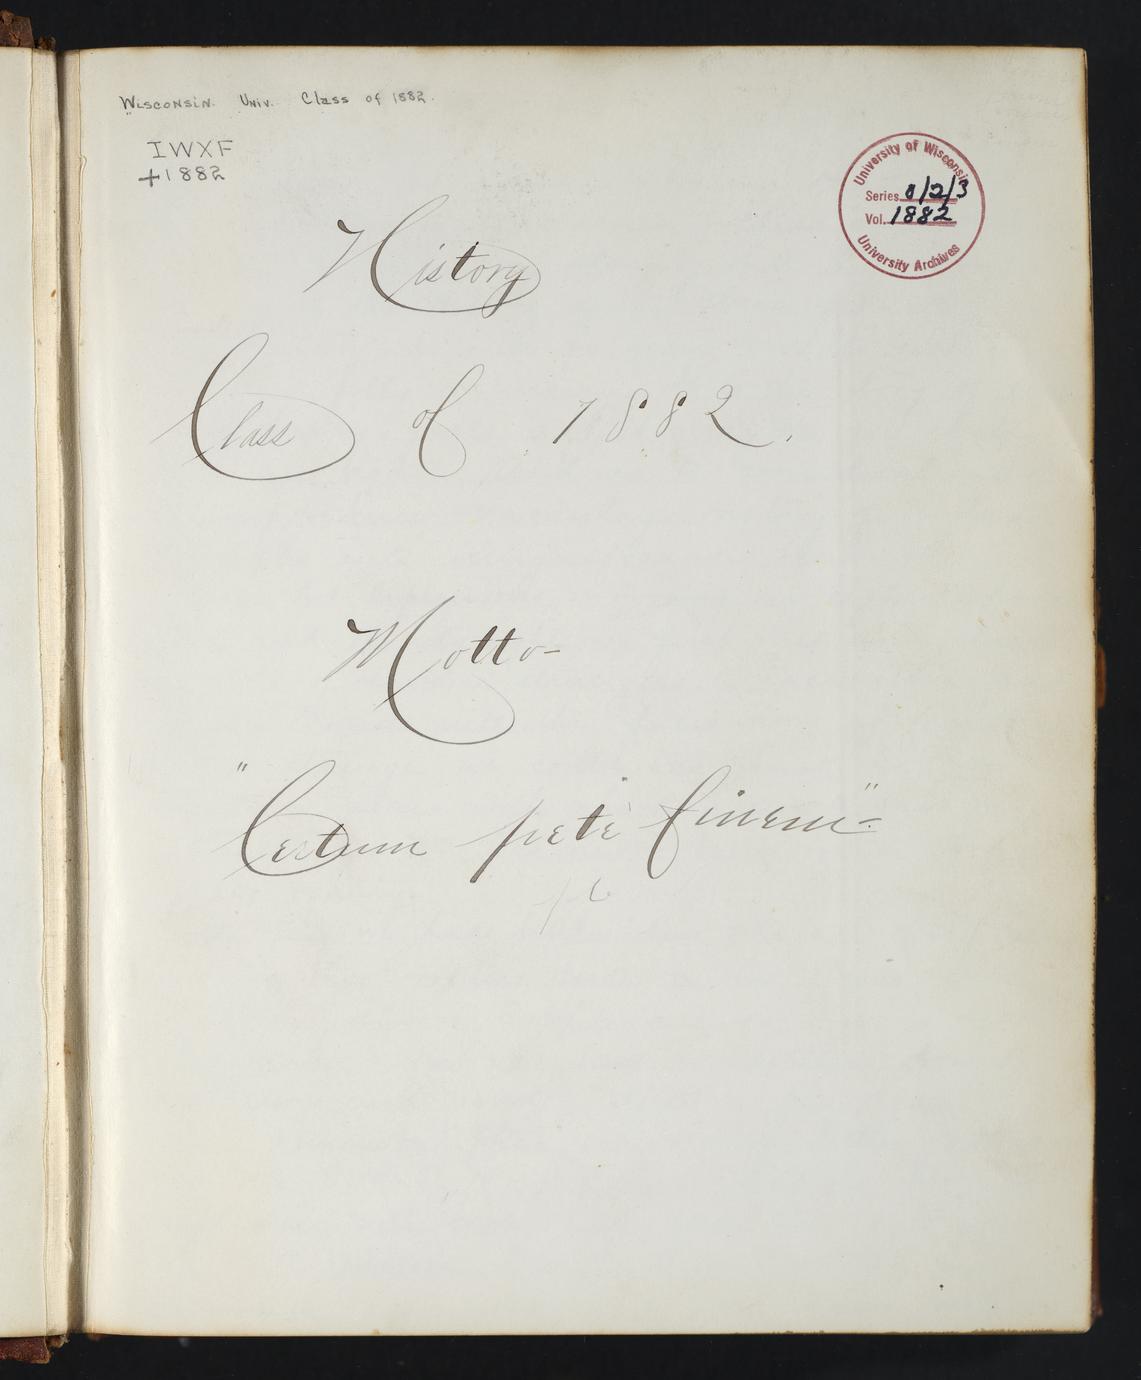 Wisconsin. Univ. Class of 1882.
IWXF
+1882
University of Wisconsin
Series 0/2/3
Vol. 1882
University Archives
History
Class of 1882.
Motto-
"Certum pete finem"-